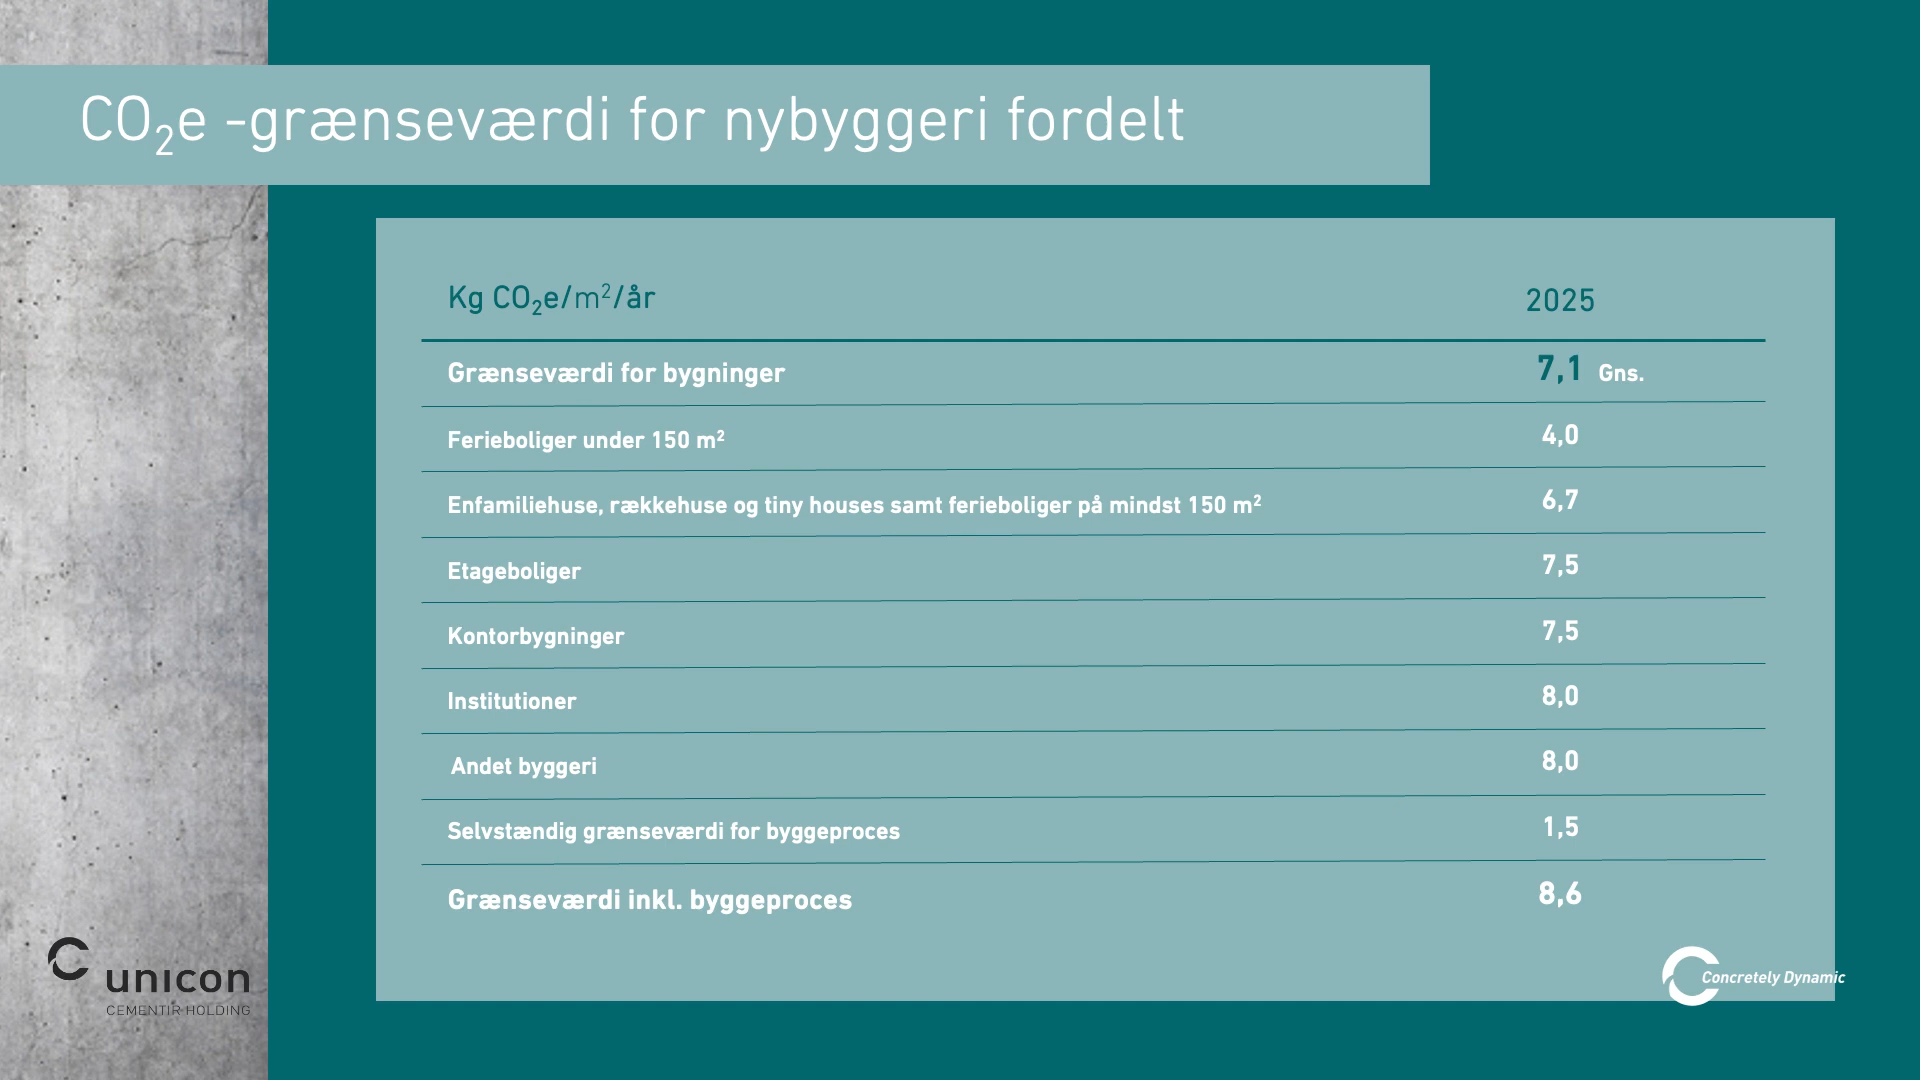 CO₂e -grænseværdi for nybyggeri fordelt
Kg CO₂e/m²/år 2025
Grænseværdi for bygninger 7,1 Gns.
Ferieboliger under 150 m² 4,0
Enfamiliehuse, rækkehuse og tiny houses samt ferieboliger på mindst 150 m² 6,7
Etageboliger 7,5
Kontorbygninger 7,5
Institutioner 8,0
Andet byggeri 8,0
Selvstændig grænseværdi for byggeproces 1,5
Grænseværdi inkl. byggeproces 8,6
unicon
CEMENTIR HOLDING
Concretely Dynamic